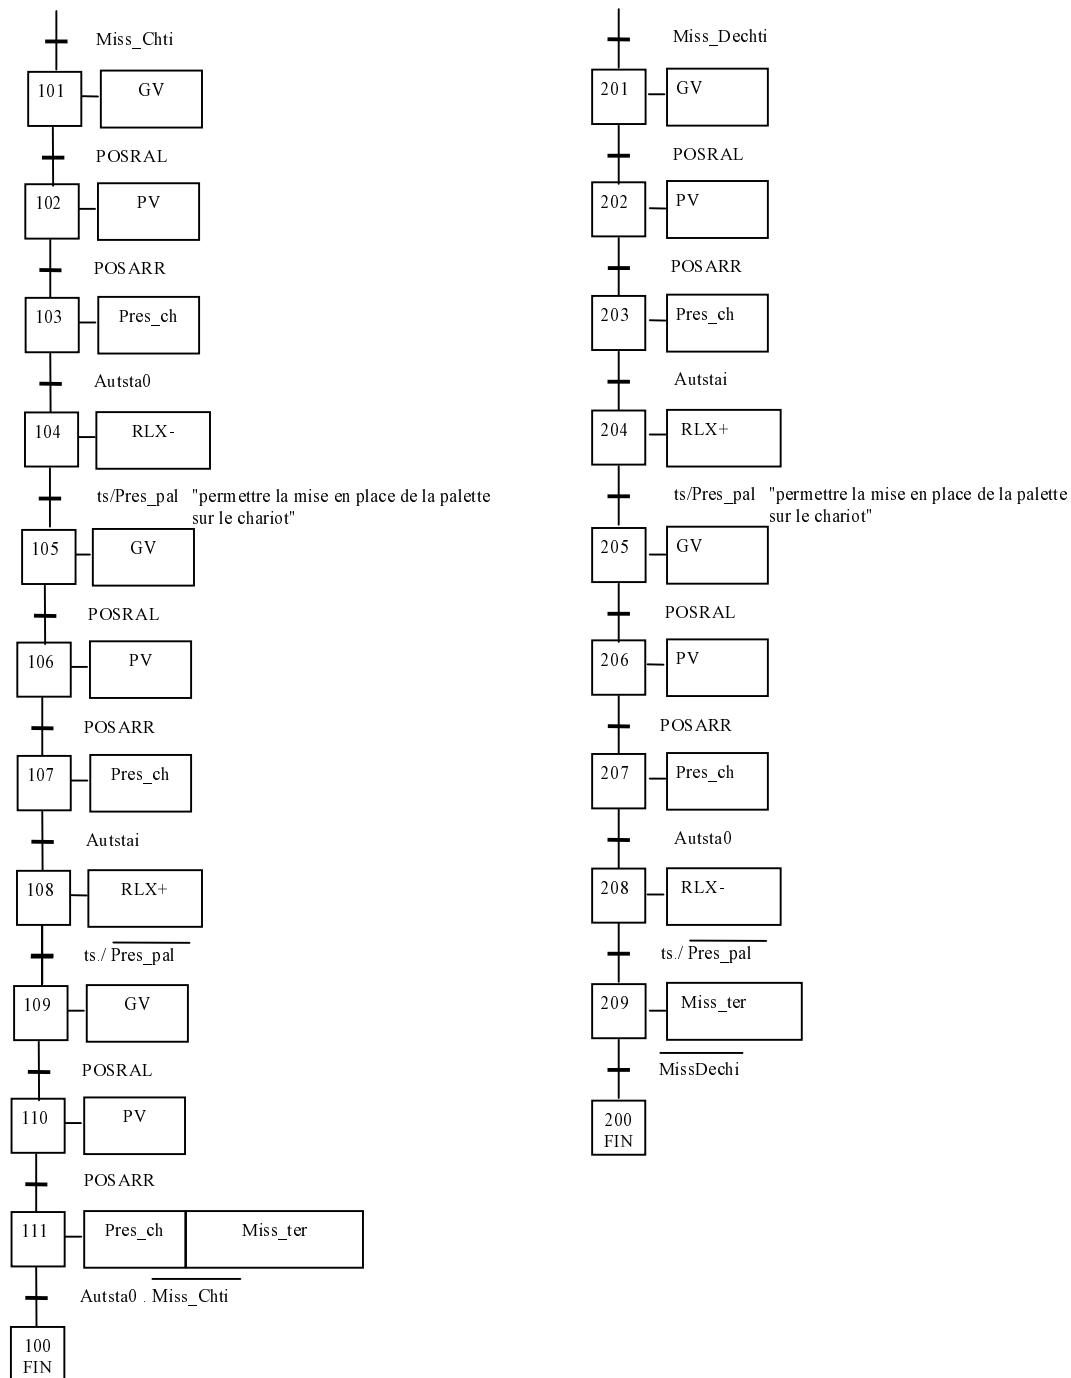 Miss_Chti
101
GV
POSRAL
102
PV
POSARR
103
Pres_ch
Autsta0
104
RLX-
ts/Pres_pal "permettre la mise en place de la palette
sur le chariot"
105
GV
POSRAL
106
PV
POSARR
107
Pres_ch
Autstai
108
RLX+
ts./ Pres_pal
109
GV
POSRAL
110
PV
POSARR
111
Pres_ch
Miss_ter
Autsta0 . Miss_Chti
100
FIN
Miss_Dechti
201
GV
POSRAL
202
PV
POSARR
203
Pres_ch
Autstai
204
RLX+
ts/Pres_pal "permettre la mise en place de la palette
sur le chariot"
205
GV
POSRAL
206
PV
POSARR
207
Pres_ch
Autsta0
208
RLX-
ts./ Pres_pal
209
Miss_ter
MissDechi
200
FIN